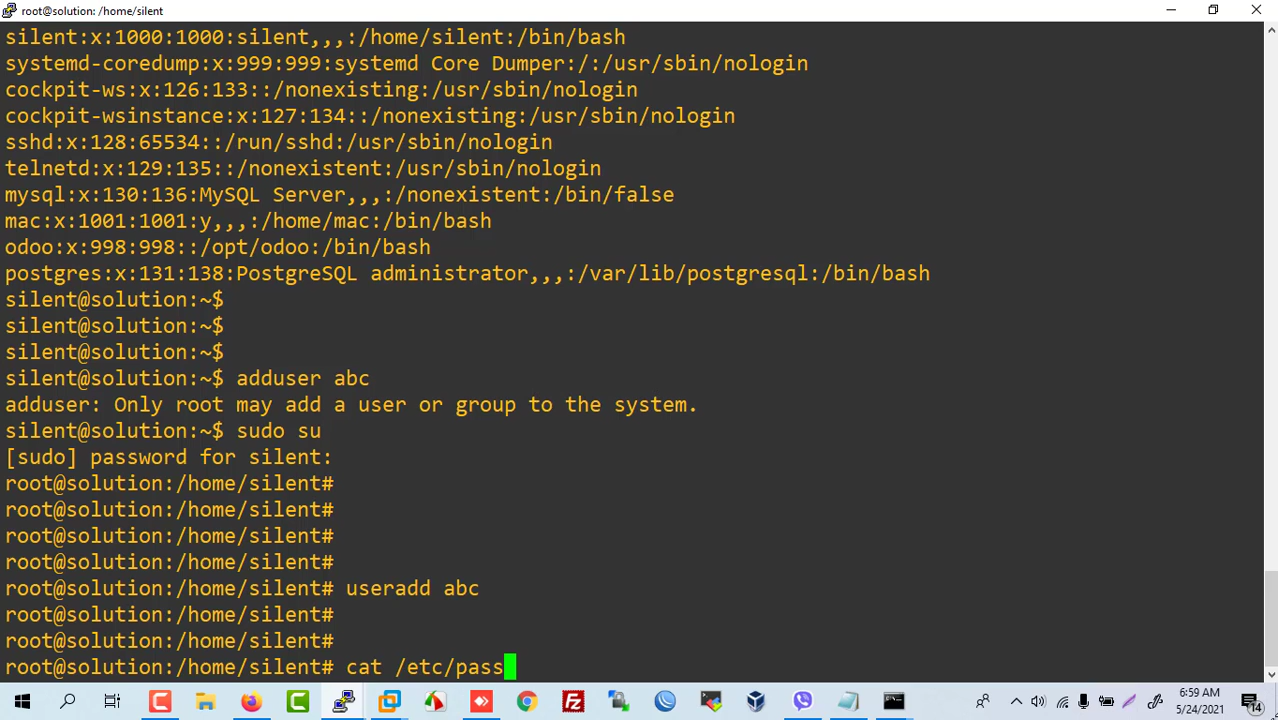 root@solution: /home/silent
silent:x:1000:1000:silent,,,:/home/silent:/bin/bash
systemd-coredump:x:999:999:systemd Core Dumper:/:/usr/sbin/nologin
cockpit-ws:x:126:133::/nonexisting:/usr/sbin/nologin
cockpit-wsinstance:x:127:134::/nonexisting:/usr/sbin/nologin
sshd:x:128:65534::/run/sshd:/usr/sbin/nologin
telnetd:x:129:135::/nonexistent:/usr/sbin/nologin
mysql:x:130:136:MySQL Server,,,:/nonexistent:/bin/false
mac:x:1001:1001:y,,,:/home/mac:/bin/bash
odoo:x:998:998::/opt/odoo:/bin/bash
postgres:x:131:138:PostgreSQL administrator,,,:/var/lib/postgresql:/bin/bash
silent@solution:~$
silent@solution:~$
silent@solution:~$
silent@solution:~$ adduser abc
adduser: Only root may add a user or group to the system.
silent@solution:~$ sudo su
[sudo] password for silent:
root@solution:/home/silent#
root@solution:/home/silent#
root@solution:/home/silent#
root@solution:/home/silent#
root@solution:/home/silent# useradd abc
root@solution:/home/silent#
root@solution:/home/silent#
root@solution:/home/silent# cat /etc/pass
6:59 AM
5/24/2021
14